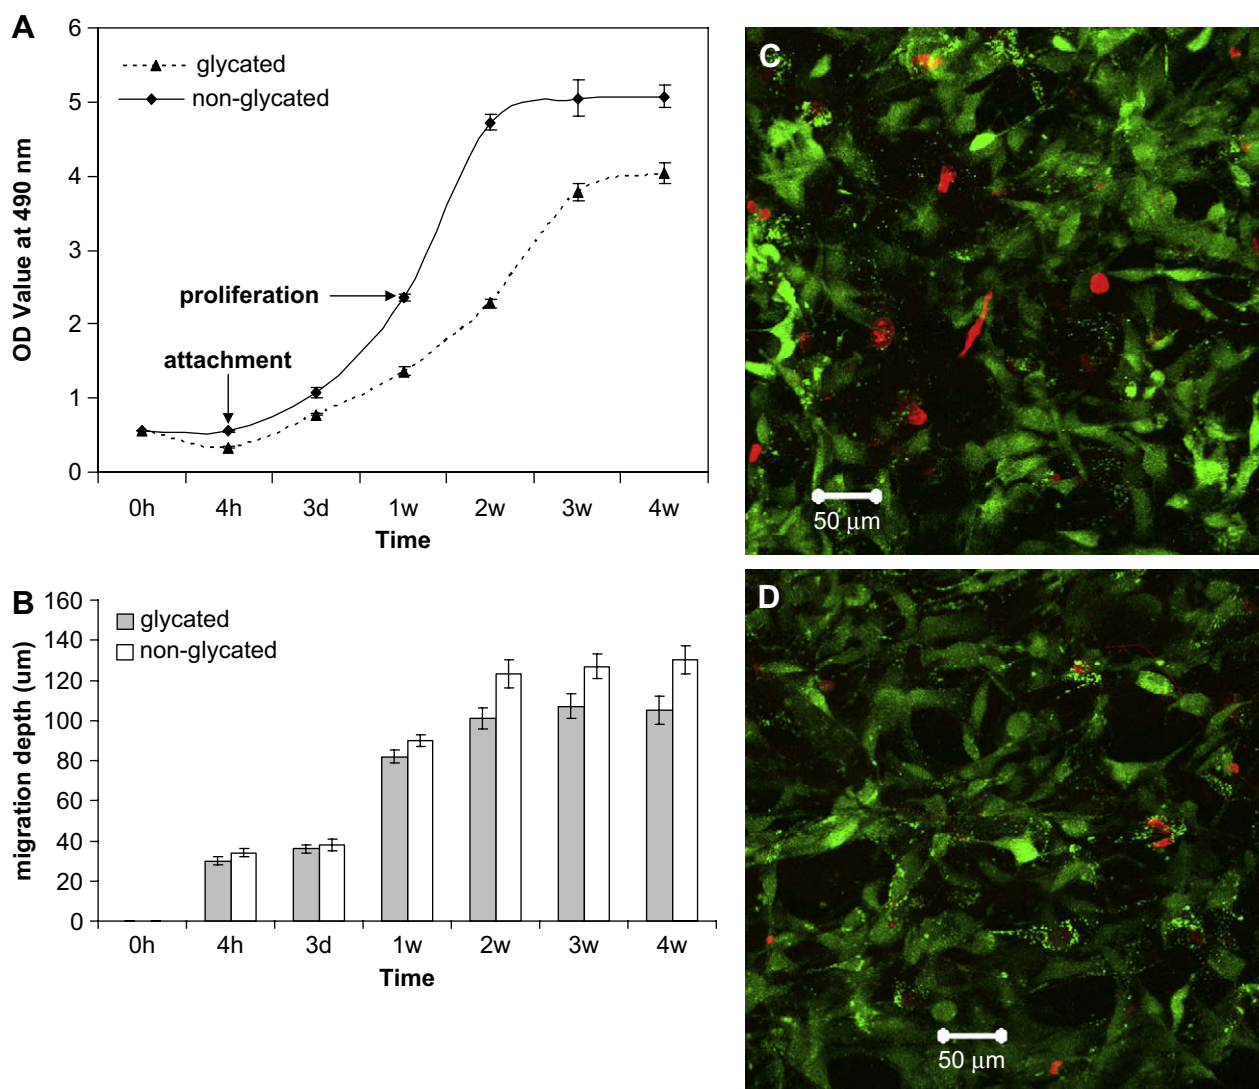 A
6
5
4
3
2
1
0
OD Value at 490 nm
glycated
non-glycated
proliferation
attachment
0h 4h 3d 1w 2w 3w 4w
Time
B
160
140
120
100
80
60
40
20
0
migration depth (um)
glycated
non-glycated
0h 4h 3d 1w 2w 3w 4w
Time
C
50 μm
D
50 μm